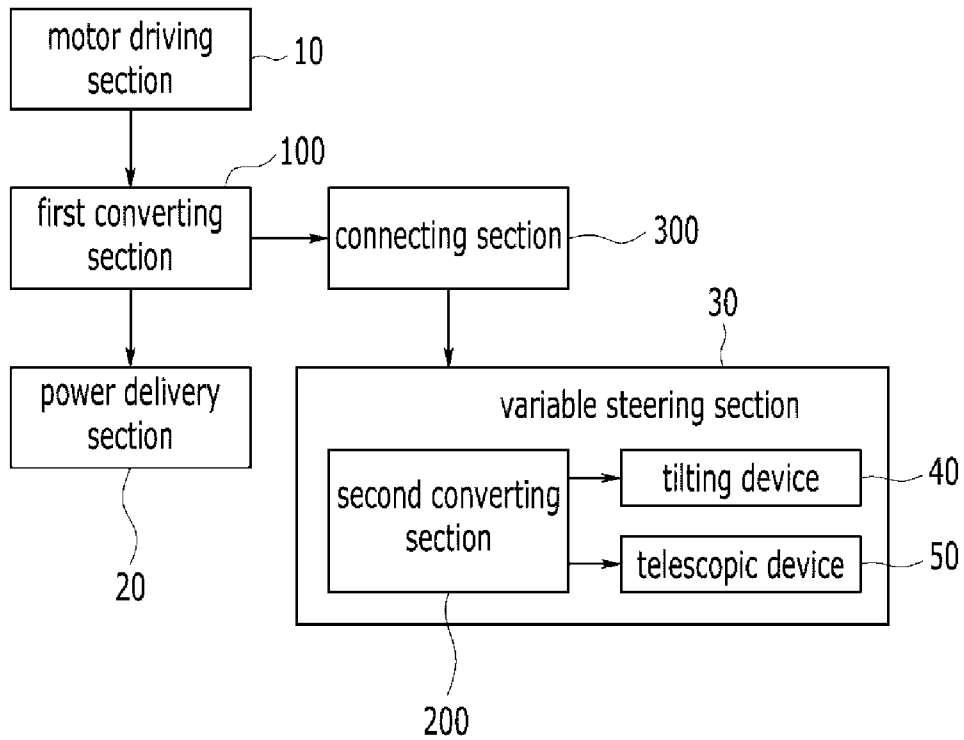 motor driving
section
10
100
first converting
section
connecting section
300
30
power delivery
section
variable steering section
second converting
section
tilting device
40
telescopic device
50
20
200